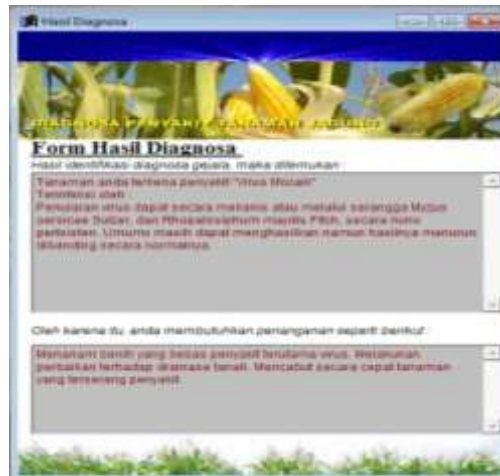 Hasil Diagnosa
DIAGNOSA PENYAKIT TANAMAN JAGUNG
Form Hasil Diagnosa
Hasil identifikasi diagnosa gejala, maka ditemukan :
Tanaman anda terkena penyakit "Virus Mozaik"
Terinfeksi oleh :
Penularan virus dapat secara mekanis atau melalui serangga Myzus
persicae Sulzer, dan Rhopalosiphum maydis Fitch, secara nono
persisten. Umumnya masih dapat menghasilkan namun hasilnya menurun
dibanding secara normalnya.
Oleh karena itu, anda membutuhkan penanganan seperti berikut :
Menanam benih yang bebas penyakit terutama virus. Melakukan
perbaikan terhadap drainase tanah. Mencabut secara cepat tanaman
yang terserang penyakit.